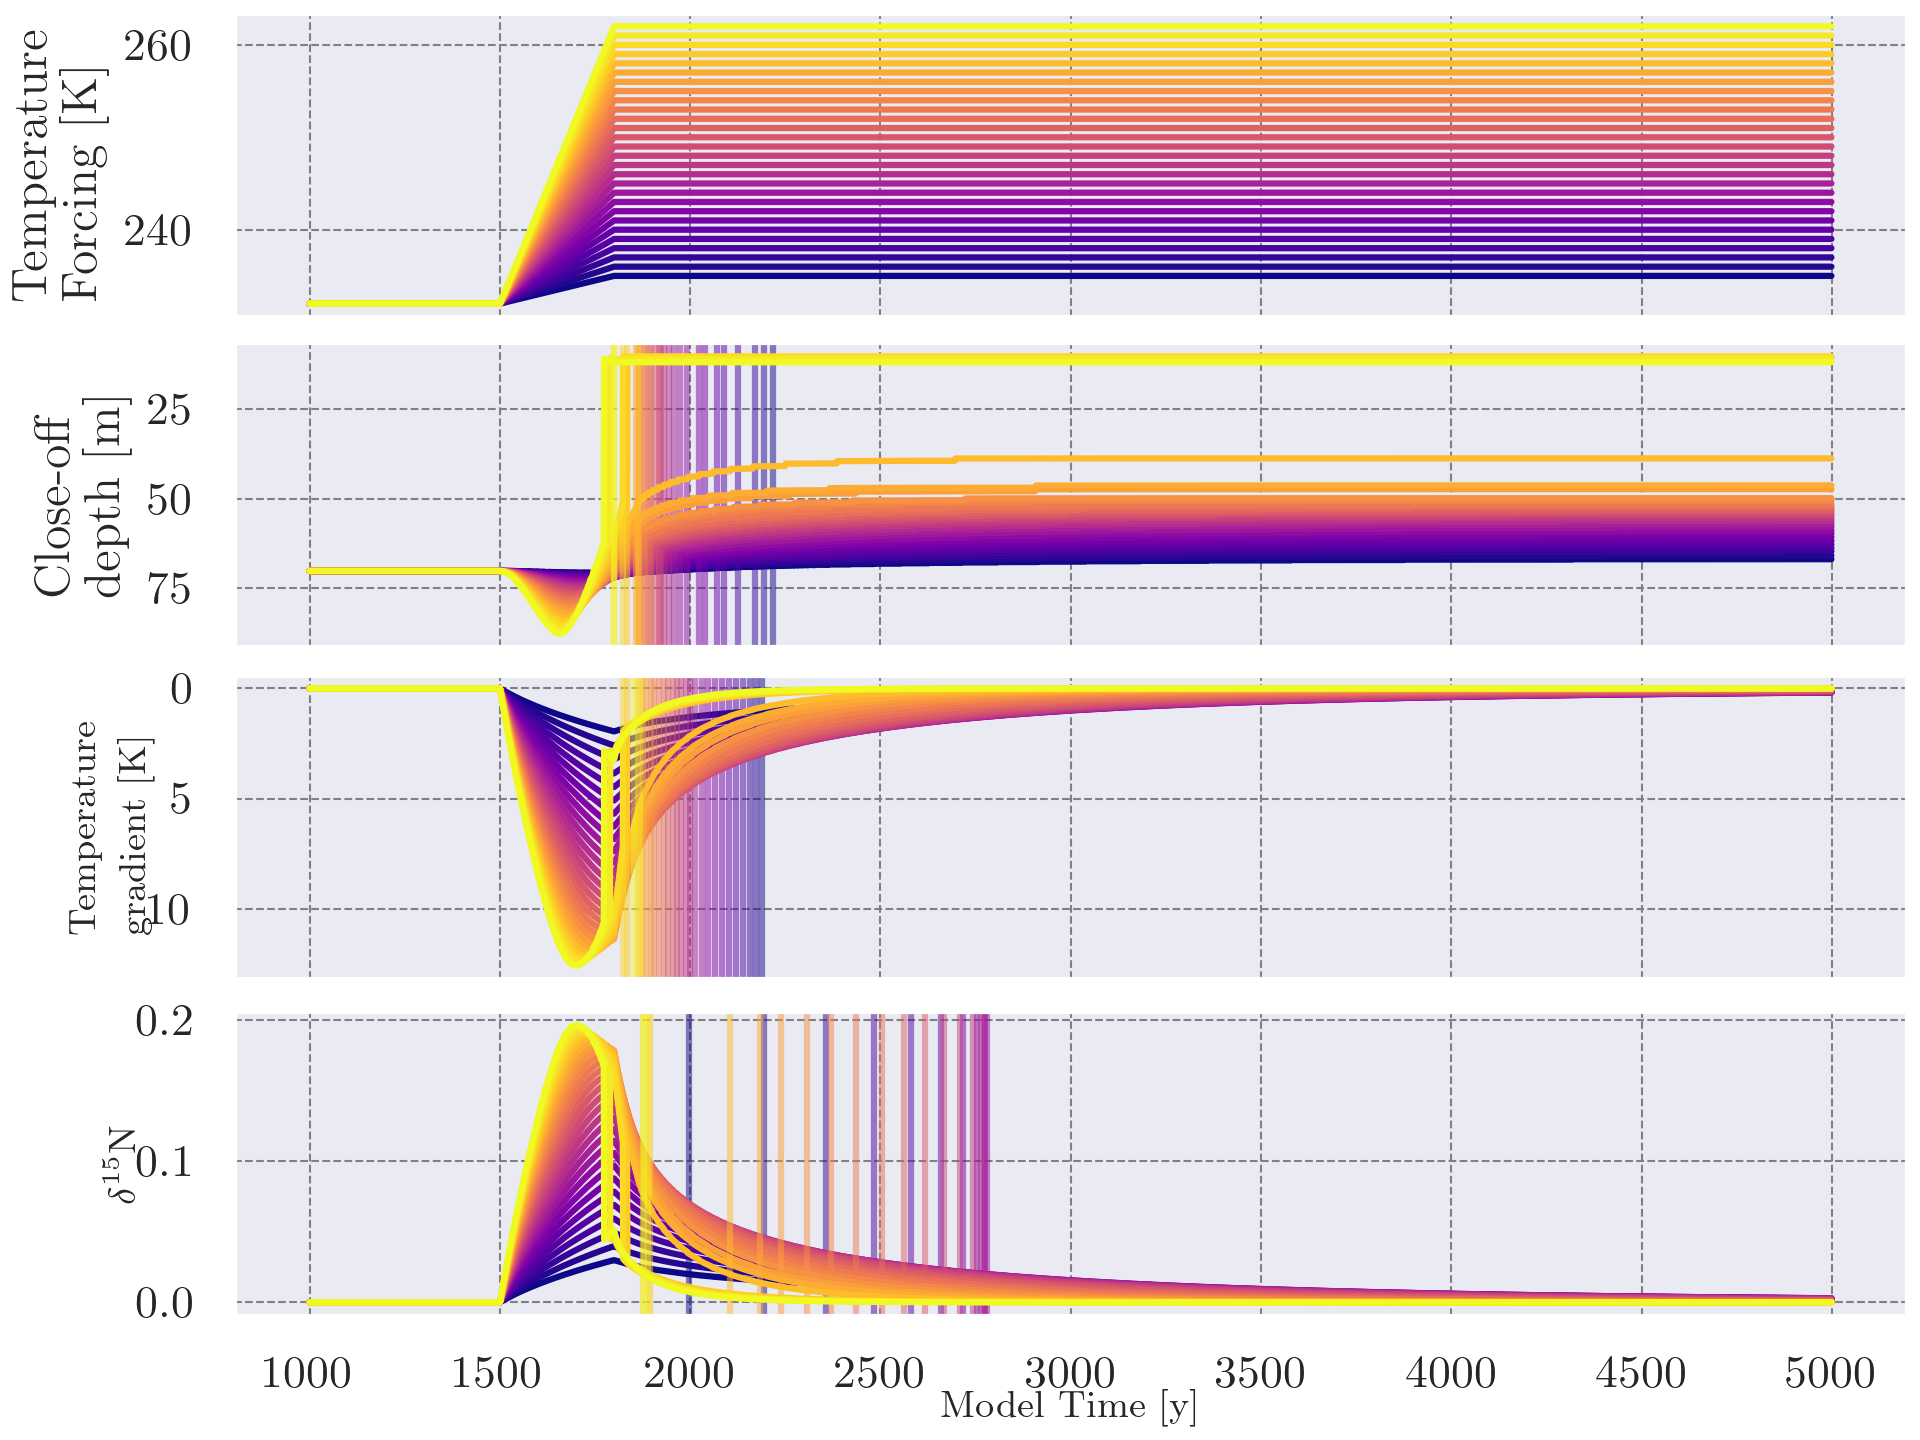 Temperature
Forcing [K]
260
240
Close-off
depth [m]
25
50
75
Temperature
gradient [K]
0
5
10
δ¹⁵N
0.2
0.1
0.0
1000 1500 2000 2500 3000 3500 4000 4500 5000
Model Time [y]